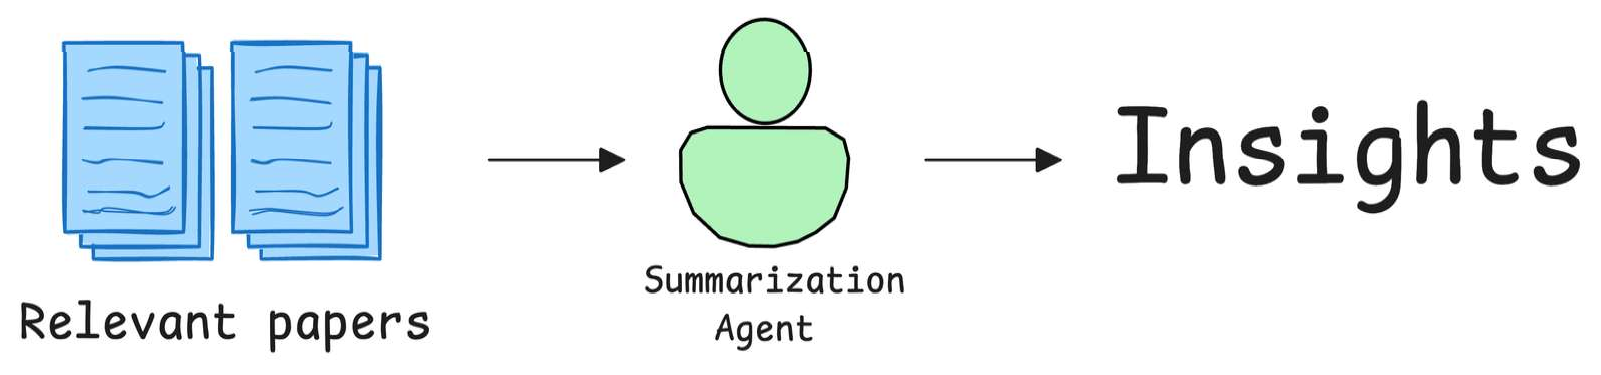 Relevant papers
Summarization
Agent
Insights